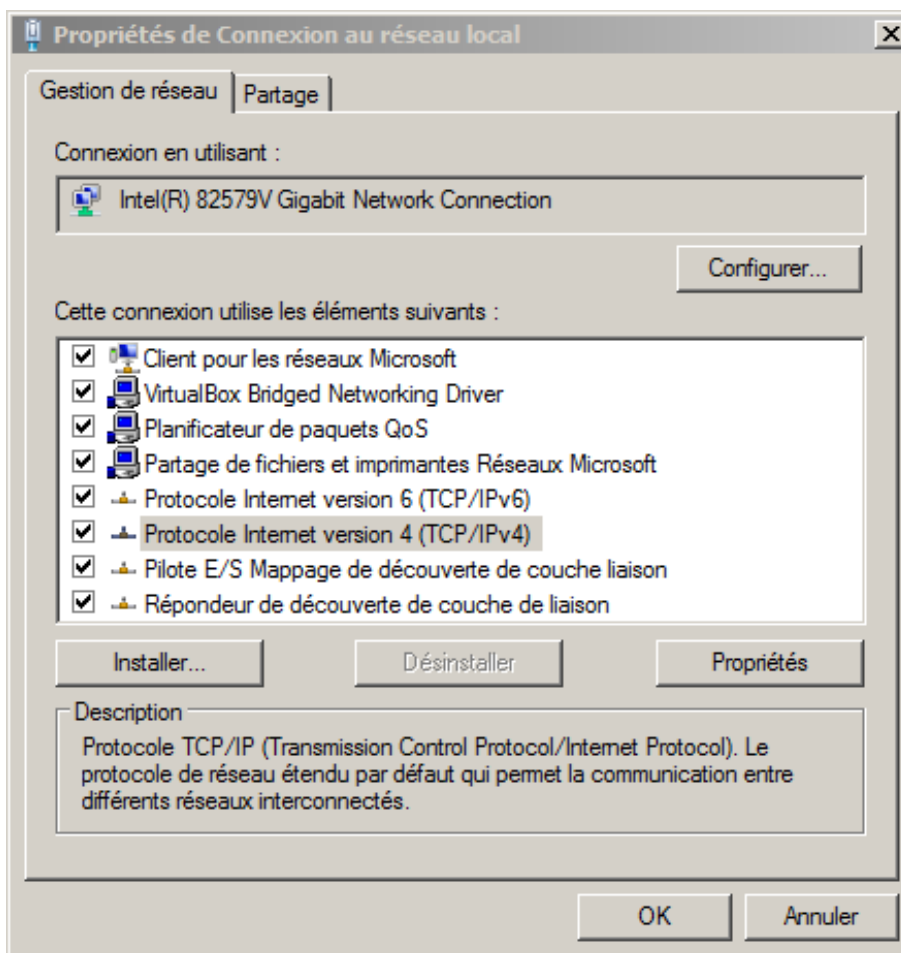 Propriétés de Connexion au réseau local
Gestion de réseau
Partage
Connexion en utilisant :
Intel(R) 82579V Gigabit Network Connection
Configurer...
Cette connexion utilise les éléments suivants :
Client pour les réseaux Microsoft
VirtualBox Bridged Networking Driver
Planificateur de paquets QoS
Partage de fichiers et imprimantes Réseaux Microsoft
Protocole Internet version 6 (TCP/IPv6)
Protocole Internet version 4 (TCP/IPv4)
Pilote E/S Mappage de découverte de couche liaison
Répondeur de découverte de couche de liaison
Installer...
Désinstaller
Propriétés
Description
Protocole TCP/IP (Transmission Control Protocol/Internet Protocol). Le
protocole de réseau étendu par défaut qui permet la communication entre
différents réseaux interconnectés.
OK
Annuler